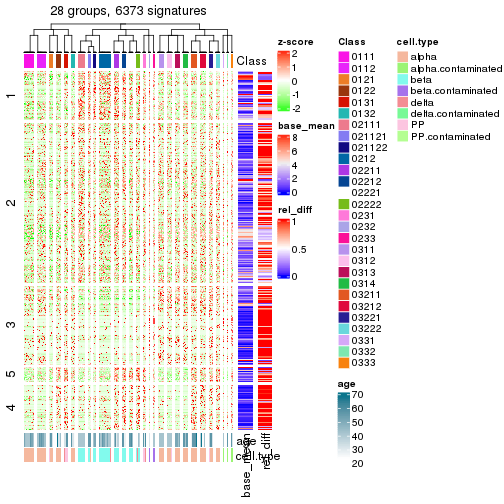 28 groups, 6373 signatures
1
2
3
5
4
Class
age
cell.type
base_mean
rel_diff
z-score
2
1
0
-1
-2
base_mean
8
6
4
2
0
rel_diff
1
0.5
0
Class
0111
0112
0121
0122
0131
0132
02111
021121
021122
0212
02211
02212
02221
02222
0231
0232
0233
0311
0312
0313
0314
03211
03212
03221
03222
0331
0332
0333
cell.type
alpha
alpha.contaminated
beta
beta.contaminated
delta
delta.contaminated
PP
PP.contaminated
age
70
60
50
40
30
20